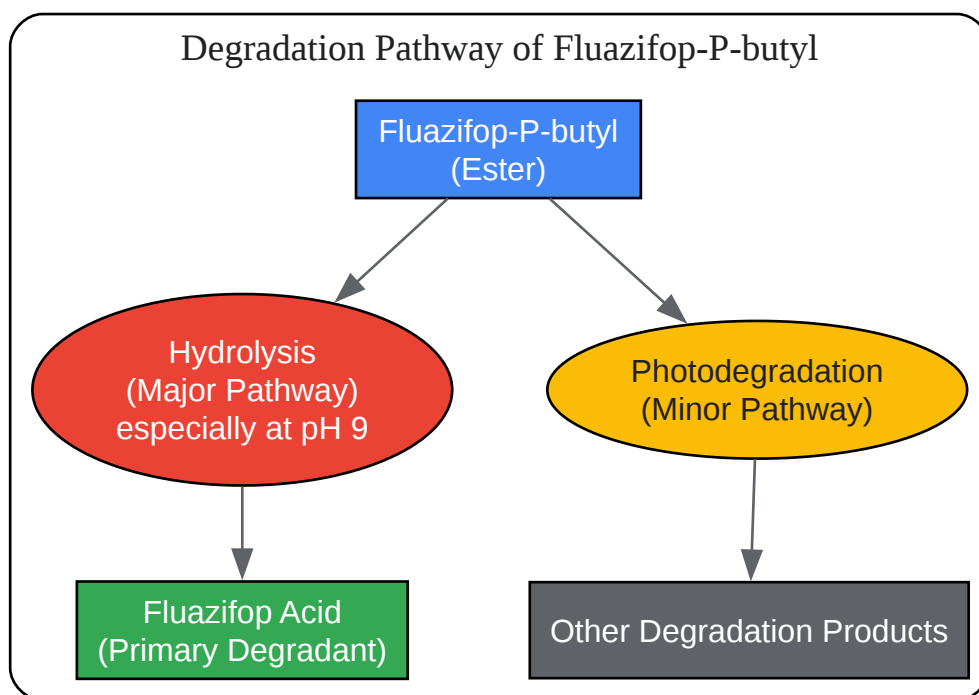 Degradation Pathway of Fluazifop-P-butyl
Fluazifop-P-butyl
(Ester)
Hydrolysis
(Major Pathway)
especially at pH 9
Photodegradation
(Minor Pathway)
Fluazifop Acid
(Primary Degradant)
Other Degradation Products